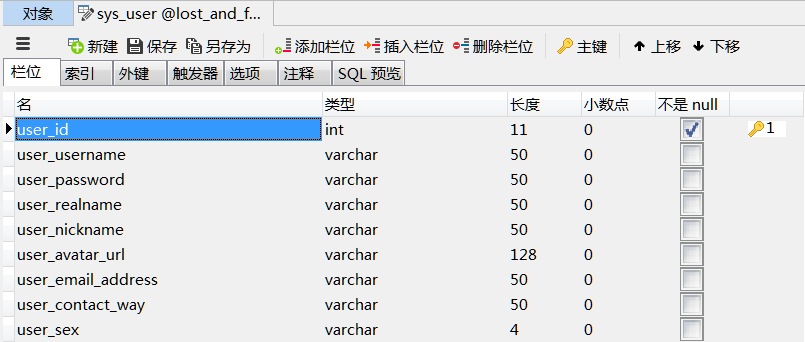 对象 sys_user @lost_and_f...
新建 保存 另存为 添加栏位 插入栏位 删除栏位 主键 上移 下移
栏位 索引 外键 触发器 选项 注释 SQL 预览
名 类型 长度 小数点 不是 null
user_id int 11 0 1
user_username varchar 50 0
user_password varchar 50 0
user_realname varchar 50 0
user_nickname varchar 50 0
user_avatar_url varchar 128 0
user_email_address varchar 50 0
user_contact_way varchar 50 0
user_sex varchar 4 0